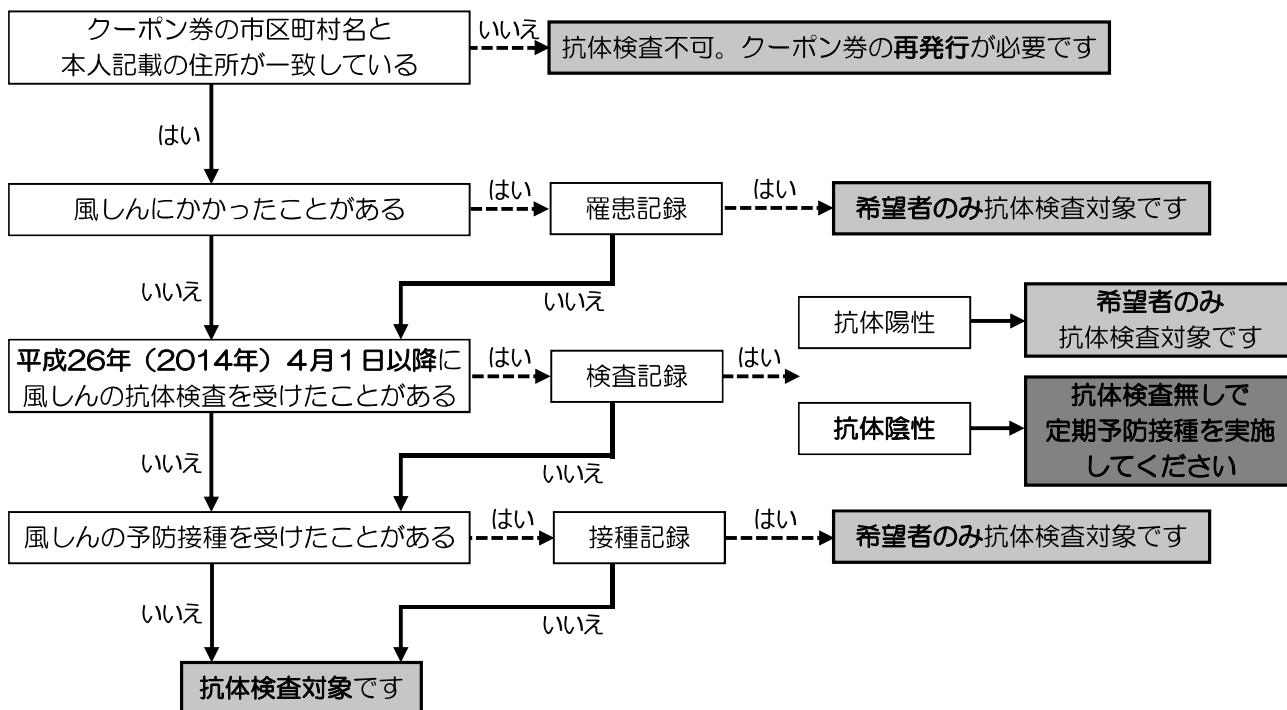 クーポン券の市区町村名と
本人記載の住所が一致している
いいえ
抗体検査不可。クーポン券の再発行が必要です
はい
風しんにかかったことがある
はい
罹患記録
はい
希望者のみ抗体検査対象です
いいえ
いいえ
平成26年（2014年）４月１日以降に
風しんの抗体検査を受けたことがある
はい
検査記録
はい
抗体陽性
希望者のみ
抗体検査対象です
抗体陰性
抗体検査無しで
定期予防接種を実施
してください
いいえ
いいえ
風しんの予防接種を受けたことがある
はい
接種記録
はい
希望者のみ抗体検査対象です
いいえ
いいえ
抗体検査対象です